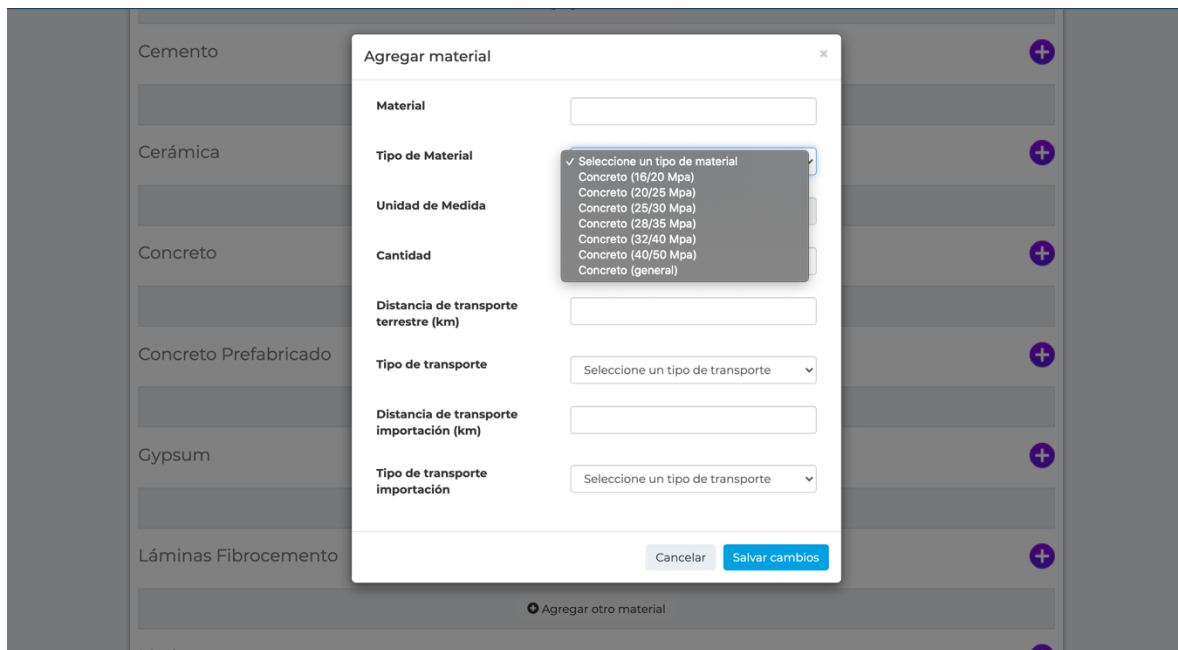 Cemento
Cerámica
Concreto
Concreto Prefabricado
Gypsum
Láminas Fibrocemento
Agregar otro material
Agregar material
×
Material
Tipo de Material
✓ Seleccione un tipo de material
Concreto (16/20 Mpa)
Concreto (20/25 Mpa)
Concreto (25/30 Mpa)
Concreto (28/35 Mpa)
Concreto (32/40 Mpa)
Concreto (40/50 Mpa)
Concreto (general)
Unidad de Medida
Cantidad
Distancia de transporte
terrestre (km)
Tipo de transporte
Seleccione un tipo de transporte
Distancia de transporte
importación (km)
Tipo de transporte
importación
Seleccione un tipo de transporte
Cancelar
Salvar cambios